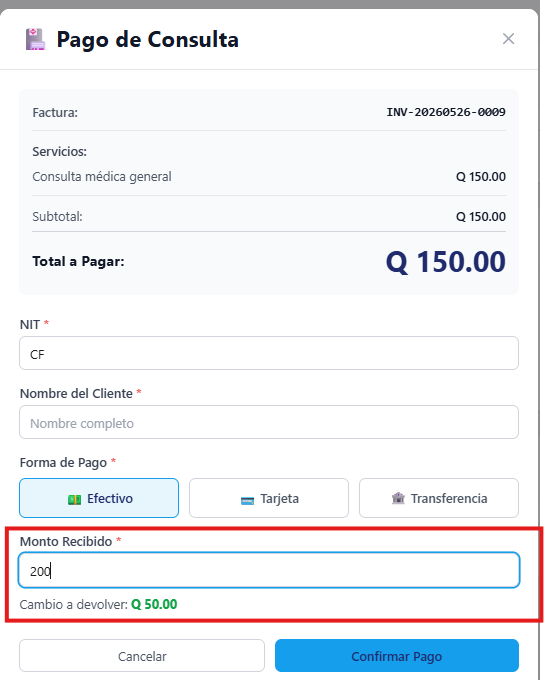 Pago de Consulta
Factura: INV-20260526-0009
Servicios:
Consulta médica general Q 150.00
Subtotal: Q 150.00
Total a Pagar: Q 150.00
NIT *
CF
Nombre del Cliente *
Nombre completo
Forma de Pago *
Efectivo Tarjeta Transferencia
Monto Recibido *
200
Cambio a devolver: Q 50.00
Cancelar Confirmar Pago